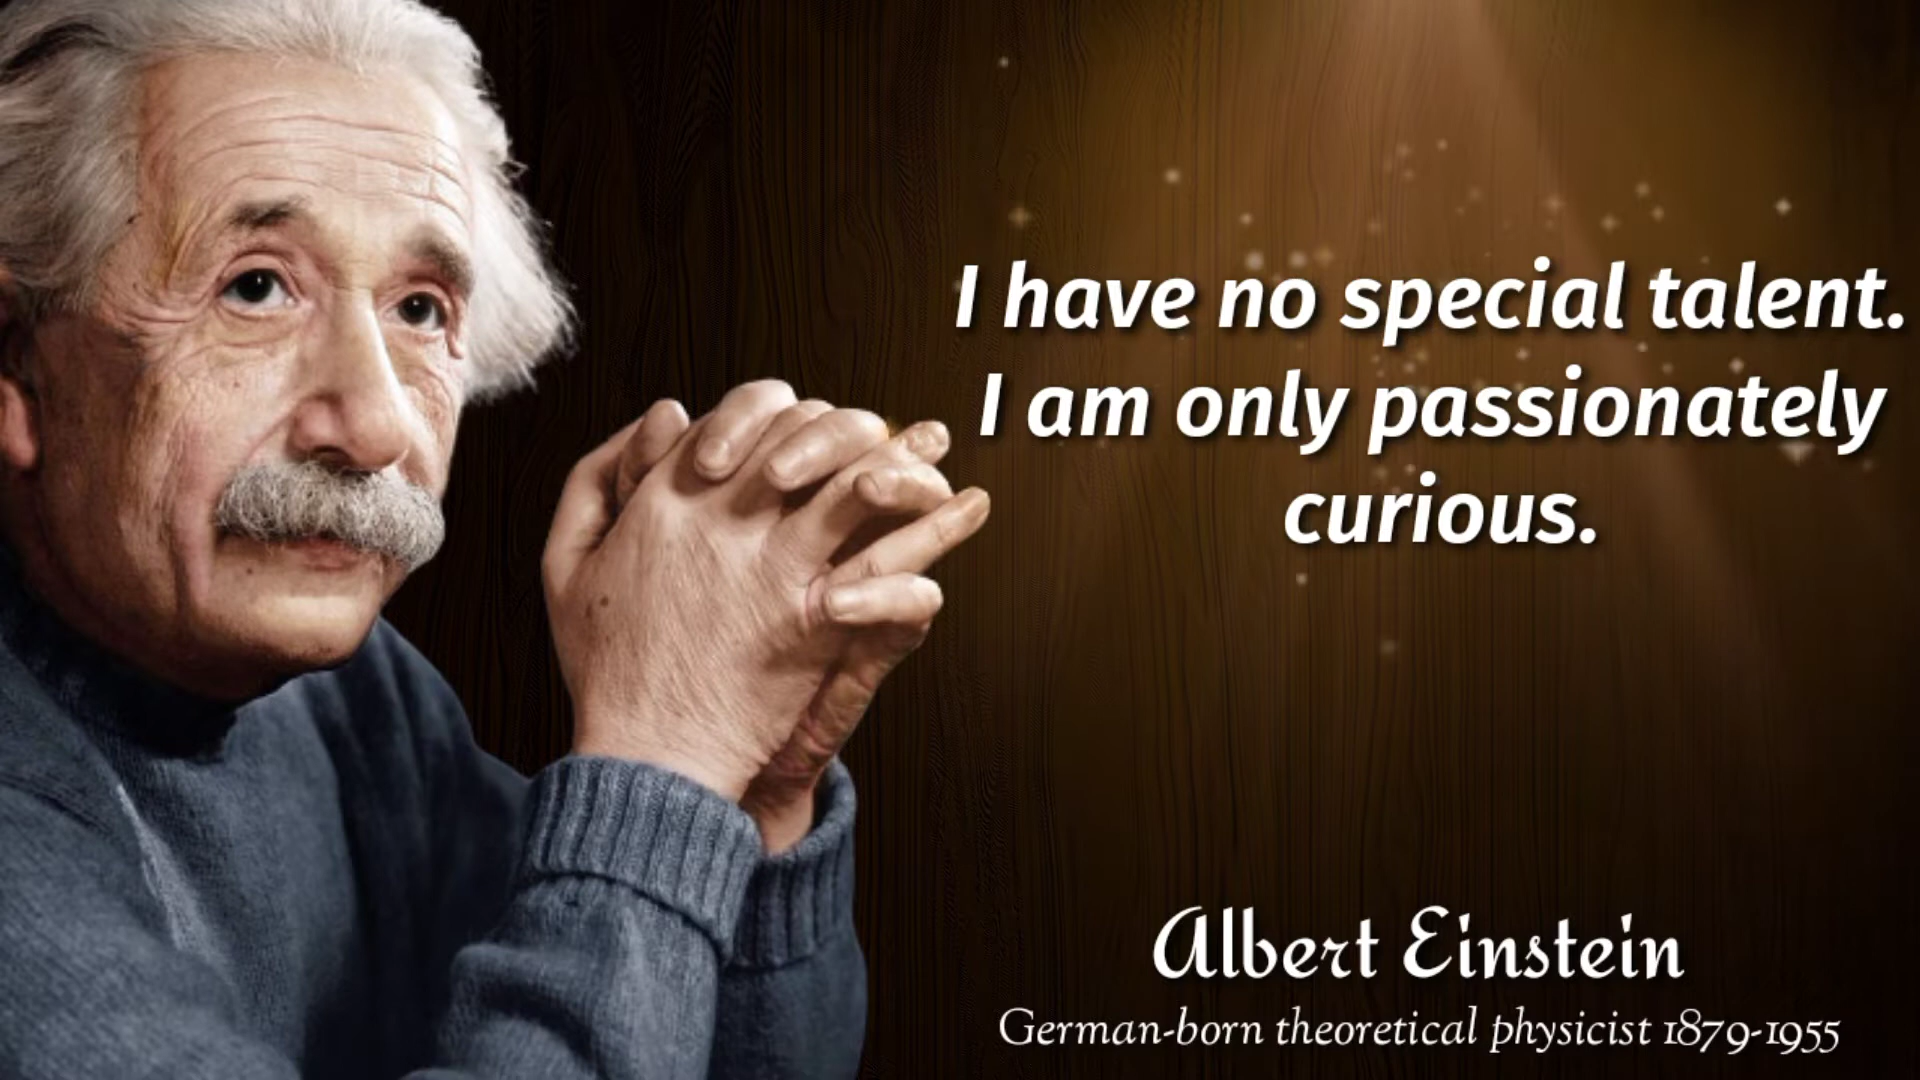 I have no special talent.
I am only passionately
curious.
Albert Einstein
German-born theoretical physicist 1879-1955